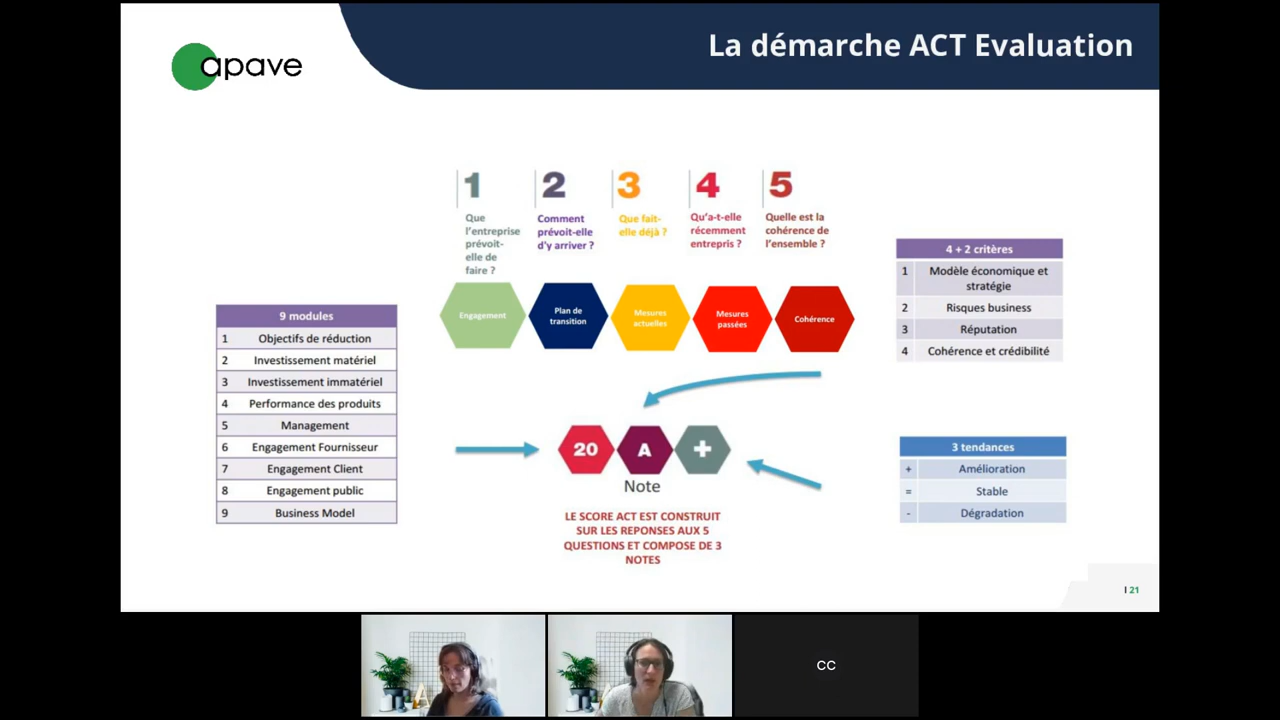 apave
La démarche ACT Evaluation
1
Que
l'entreprise
prévoit-
elle de
faire ?
2
Comment
prévoit-elle
d'y arriver ?
3
Que fait-
elle déjà ?
4
Qu'a-t-elle
récemment
entrepris ?
5
Quelle est la
cohérence de
l'ensemble ?
Engagement
Plan de
transition
Mesures
actuelles
Mesures
passées
Cohérence
9 modules
1 Objectifs de réduction
2 Investissement matériel
3 Investissement immatériel
4 Performance des produits
5 Management
6 Engagement Fournisseur
7 Engagement Client
8 Engagement public
9 Business Model
4 + 2 critères
1 Modèle économique et
stratégie
2 Risques business
3 Réputation
4 Cohérence et crédibilité
20 A +
Note
LE SCORE ACT EST CONSTRUIT
SUR LES REPONSES AUX 5
QUESTIONS ET COMPOSE DE 3
NOTES
3 tendances
+ Amélioration
= Stable
- Dégradation
I 21
CC